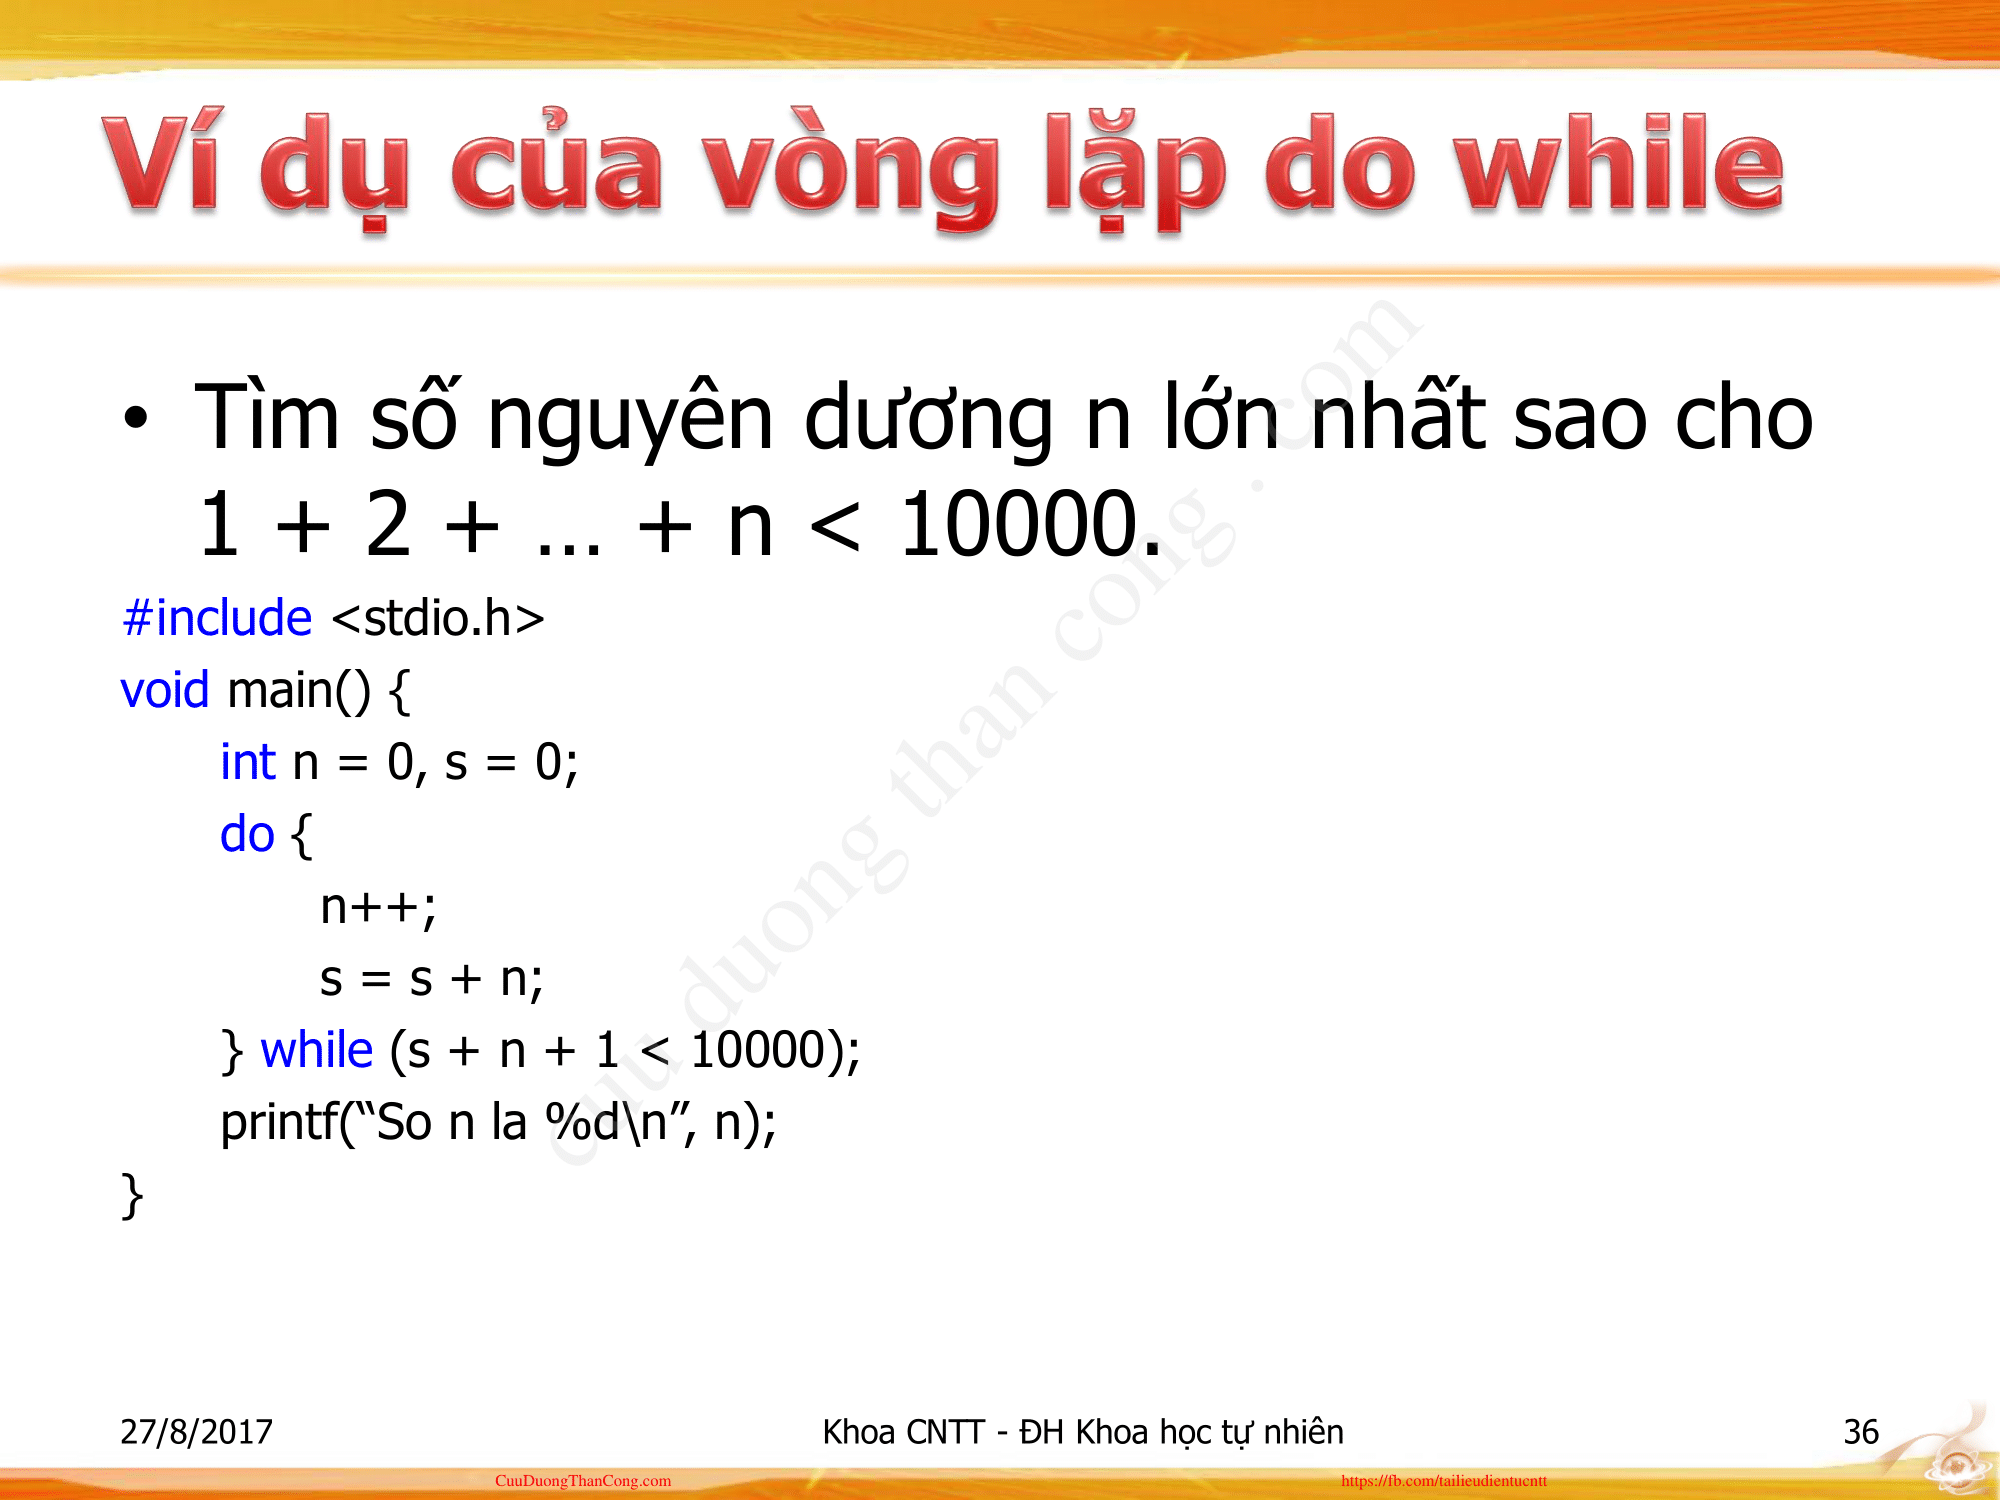 Ví dụ của vòng lặp do while
• Tìm số nguyên dương n lớn nhất sao cho
1 + 2 + … + n < 10000.
#include <stdio.h>
void main() {
int n = 0, s = 0;
do {
n++;
s = s + n;
} while (s + n + 1 < 10000);
printf(“So n la %d\n”, n);
}
cuu duong than cong . com
27/8/2017
Khoa CNTT - ĐH Khoa học tự nhiên
36
CuuDuongThanCong.com
https://fb.com/tailieudientucntt